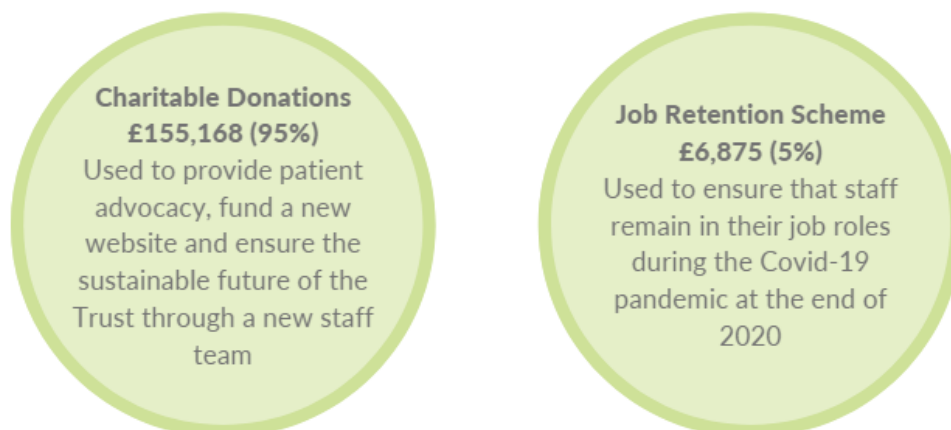 Charitable Donations
£155,168 (95%)
Used to provide patient
advocacy, fund a new
website and ensure the
sustainable future of the
Trust through a new staff
team
Job Retention Scheme
£6,875 (5%)
Used to ensure that staff
remain in their job roles
during the Covid-19
pandemic at the end of
2020